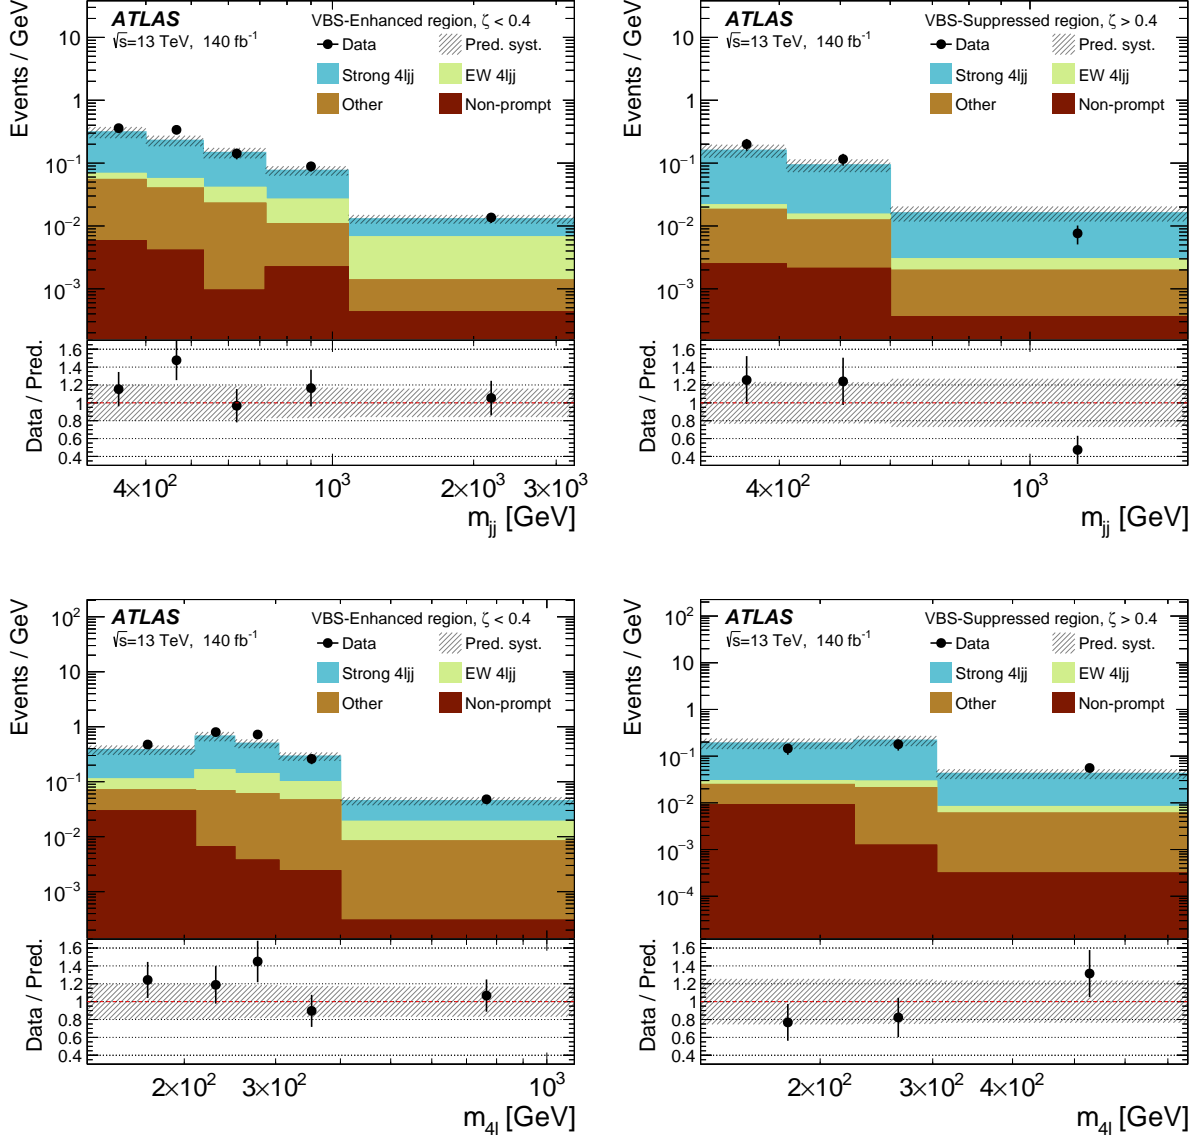 ATLAS
√s=13 TeV, 140 fb⁻¹
VBS-Enhanced region, ζ < 0.4
Data
Pred. syst.
Strong 4ljj
EW 4ljj
Other
Non-prompt
Events / GeV
10
1
10⁻¹
10⁻²
10⁻³
Data / Pred.
1.6
1.4
1.2
1
0.8
0.6
0.4
4×10²
10³
2×10³
3×10³
m_jj [GeV]
ATLAS
√s=13 TeV, 140 fb⁻¹
VBS-Suppressed region, ζ > 0.4
Data
Pred. syst.
Strong 4ljj
EW 4ljj
Other
Non-prompt
Events / GeV
10
1
10⁻¹
10⁻²
10⁻³
Data / Pred.
1.6
1.4
1.2
1
0.8
0.6
0.4
4×10²
10³
m_jj [GeV]
ATLAS
√s=13 TeV, 140 fb⁻¹
VBS-Enhanced region, ζ < 0.4
Data
Pred. syst.
Strong 4ljj
EW 4ljj
Other
Non-prompt
Events / GeV
10²
10
1
10⁻¹
10⁻²
10⁻³
Data / Pred.
1.6
1.4
1.2
1
0.8
0.6
0.4
2×10²
3×10²
10³
m_4l [GeV]
ATLAS
√s=13 TeV, 140 fb⁻¹
VBS-Suppressed region, ζ > 0.4
Data
Pred. syst.
Strong 4ljj
EW 4ljj
Other
Non-prompt
Events / GeV
10²
10
1
10⁻¹
10⁻²
10⁻³
10⁻⁴
Data / Pred.
1.6
1.4
1.2
1
0.8
0.6
0.4
2×10²
3×10²
4×10²
m_4l [GeV]